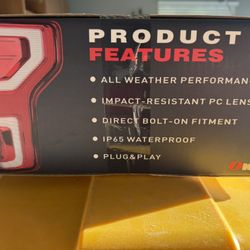 PRODUCT
FEATURES
• ALL WEATHER PERFORMAN
• IMPACT-RESISTANT PC LENS
• DIRECT BOLT-ON FITMENT
• IP65 WATERPROOF
• PLUG&PLAY